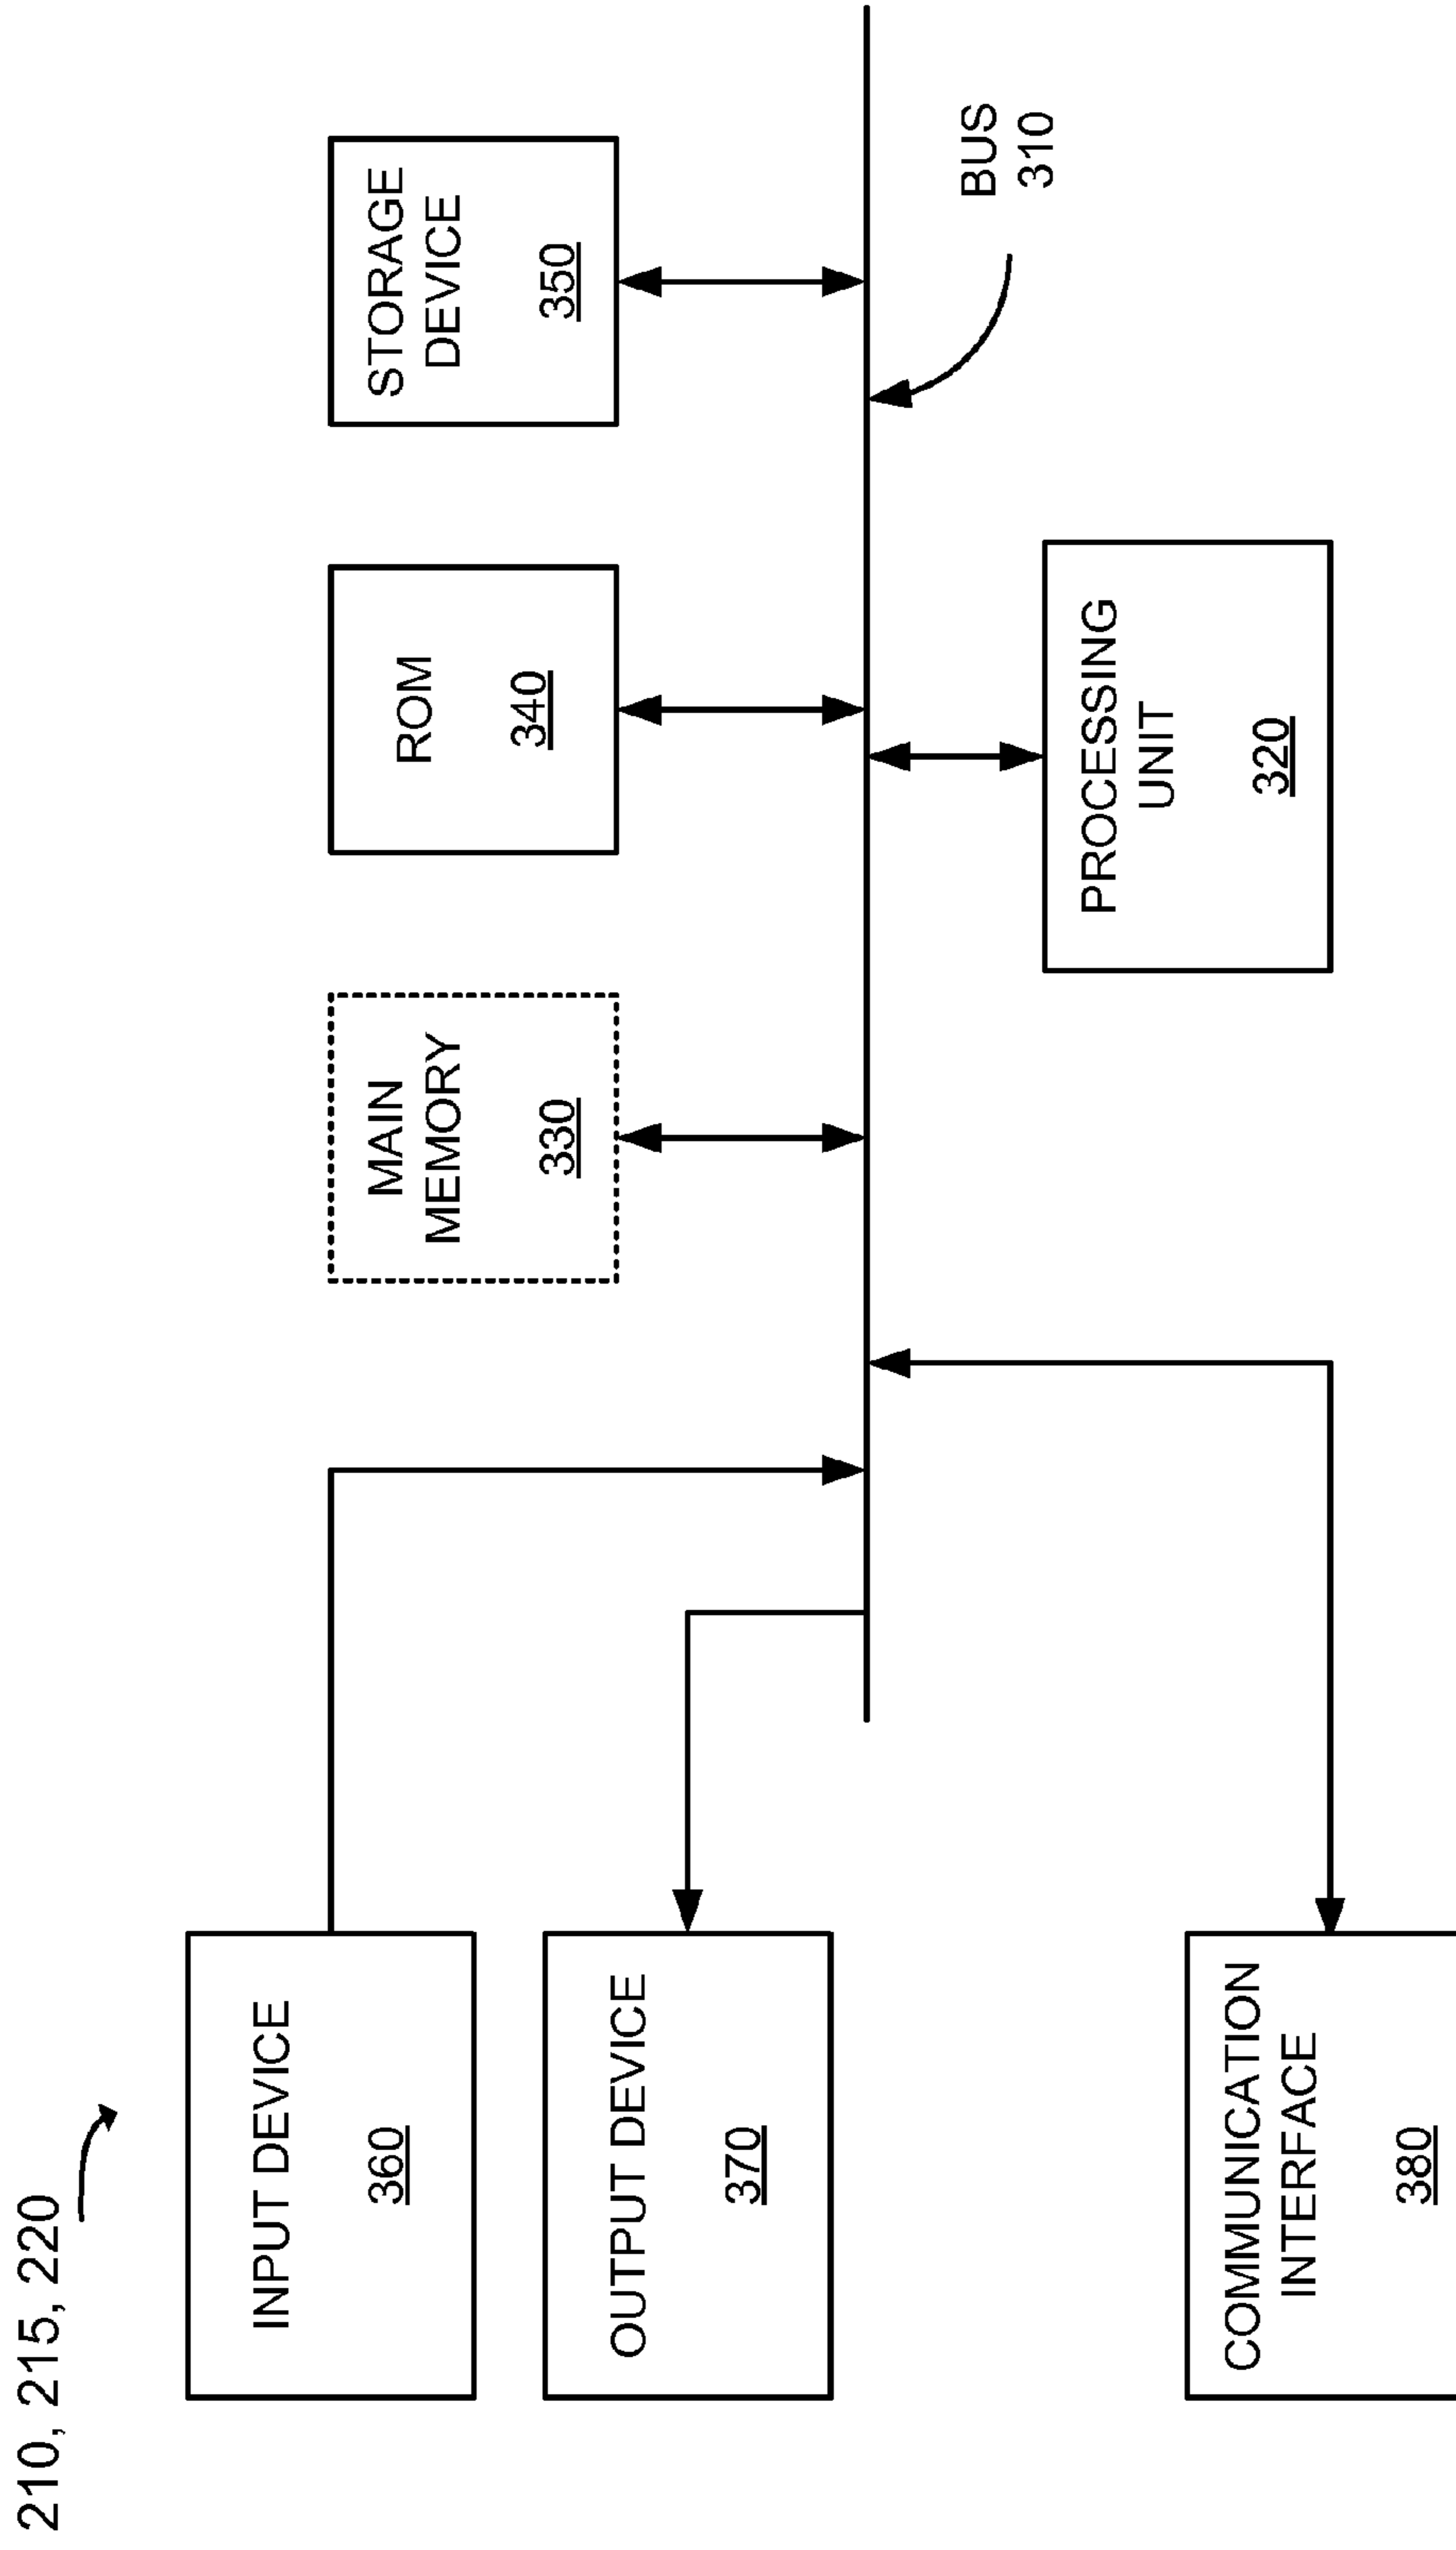 210, 215, 220
INPUT DEVICE
360
OUTPUT DEVICE
370
COMMUNICATION
INTERFACE
380
MAIN
MEMORY
330
ROM
340
STORAGE
DEVICE
350
PROCESSING
UNIT
320
BUS
310